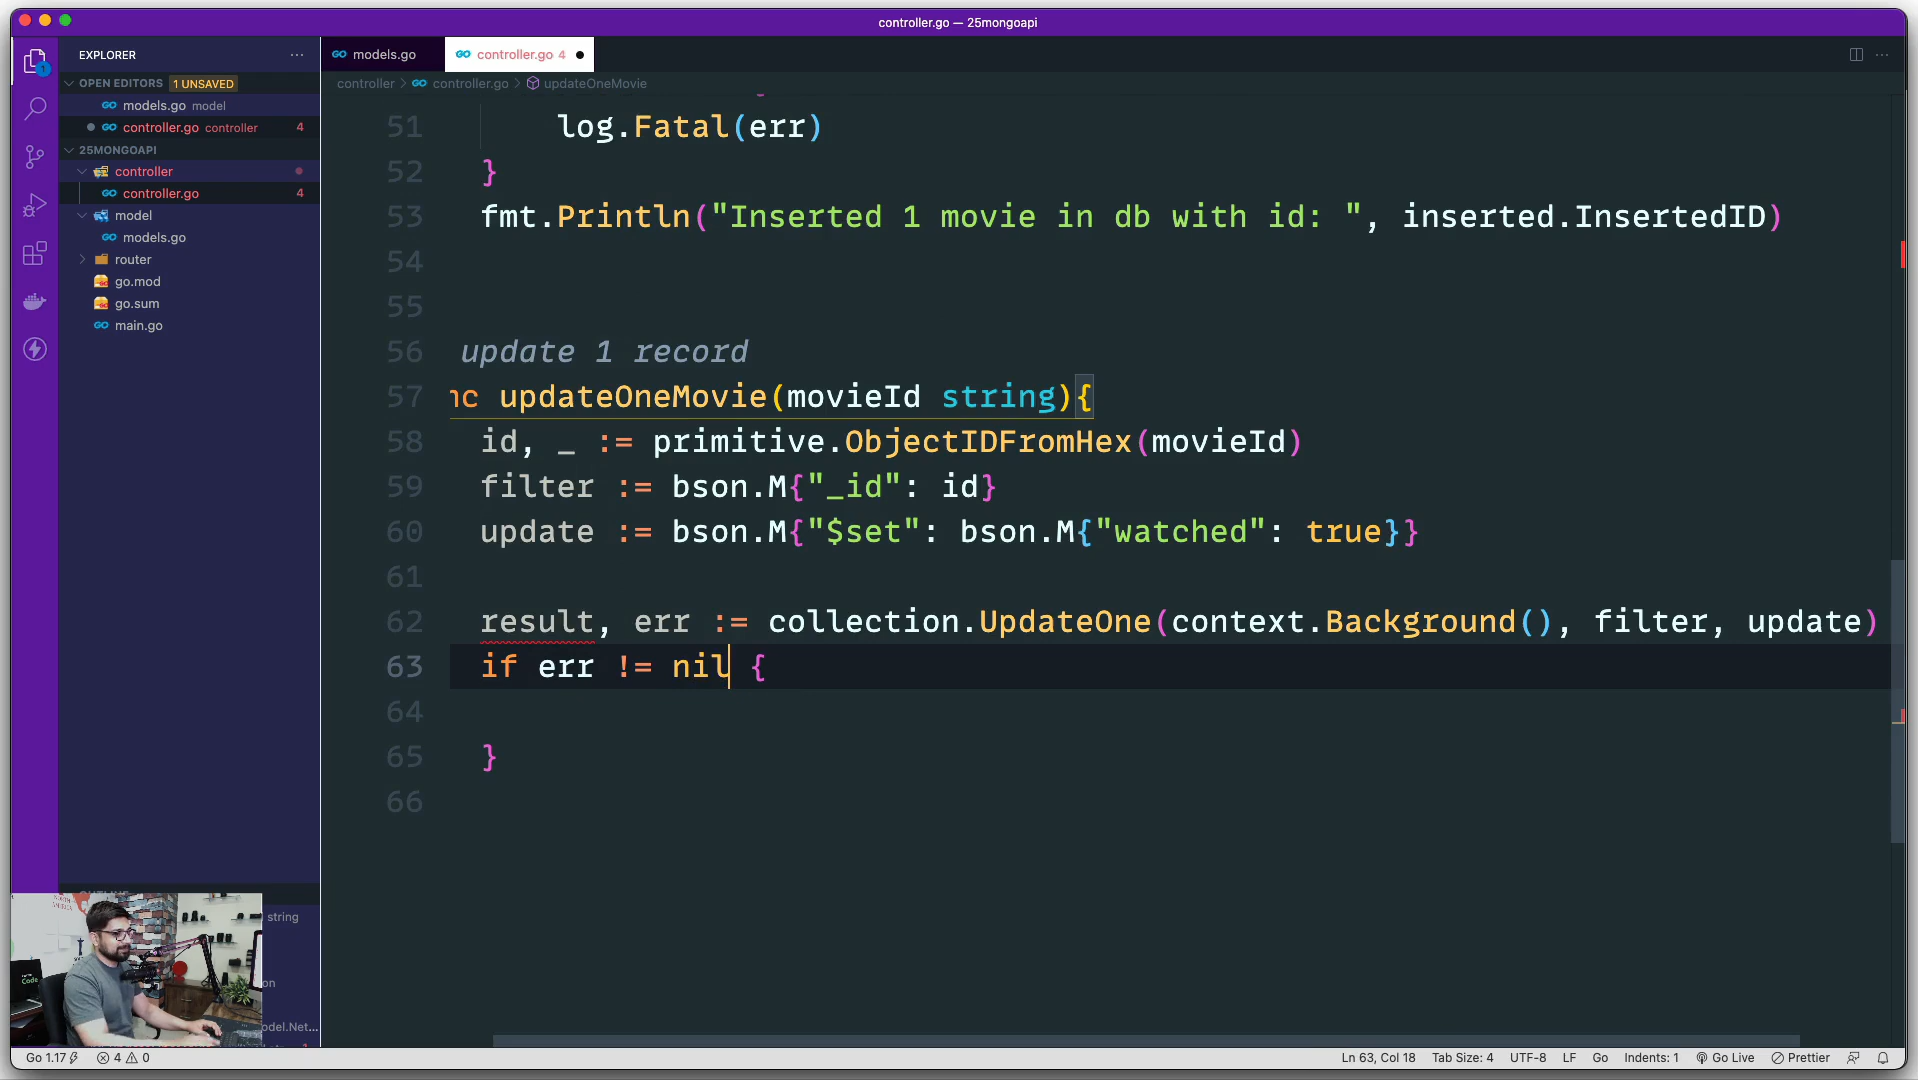 controller.go — 25mongoapi
EXPLORER
models.go
controller.go 4
OPEN EDITORS 1 UNSAVED
controller > controller.go > updateOneMovie
models.go model
controller.go controller 4
25MONGOAPI
controller
controller.go 4
model
models.go
router
go.mod
go.sum
main.go
51 log.Fatal(err)
52 }
53 fmt.Println("Inserted 1 movie in db with id: ", inserted.InsertedID)
54
55
56 update 1 record
57 nc updateOneMovie(movieId string){
58 id, _ := primitive.ObjectIDFromHex(movieId)
59 filter := bson.M{"_id": id}
60 update := bson.M{"$set": bson.M{"watched": true}}
61
62 result, err := collection.UpdateOne(context.Background(), filter, update)
63 if err != nil {
64
65 }
66
string
on
odel.Net...
Go 1.17 4 0
Ln 63, Col 18 Tab Size: 4 UTF-8 LF Go Indents: 1 Go Live Prettier